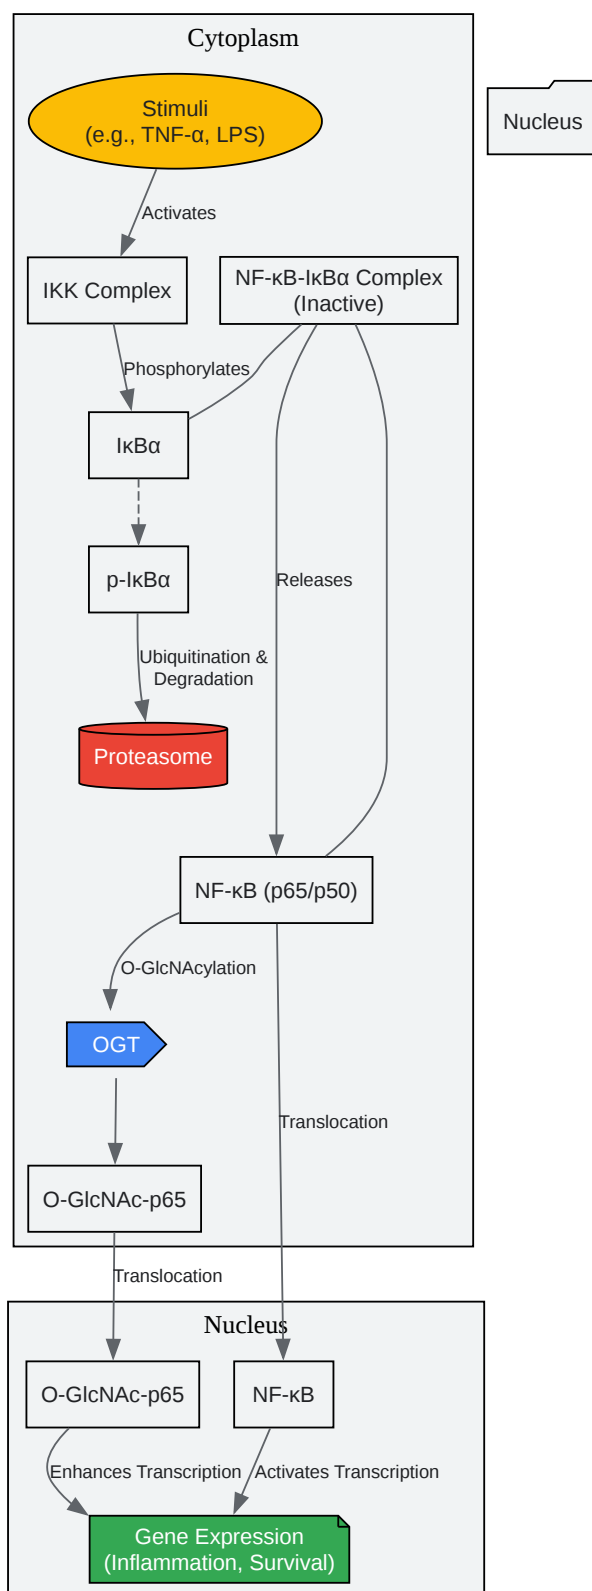 Cytoplasm
Stimuli
(e.g., TNF-α, LPS)
Nucleus
Activates
IKK Complex
NF-κB-IκBα Complex
(Inactive)
Phosphorylates
IκBα
p-IκBα
Releases
Ubiquitination &
Degradation
Proteasome
NF-κB (p65/p50)
O-GlcNAcylation
OGT
Translocation
O-GlcNAc-p65
Translocation
Nucleus
O-GlcNAc-p65
NF-κB
Enhances Transcription
Activates Transcription
Gene Expression
(Inflammation, Survival)